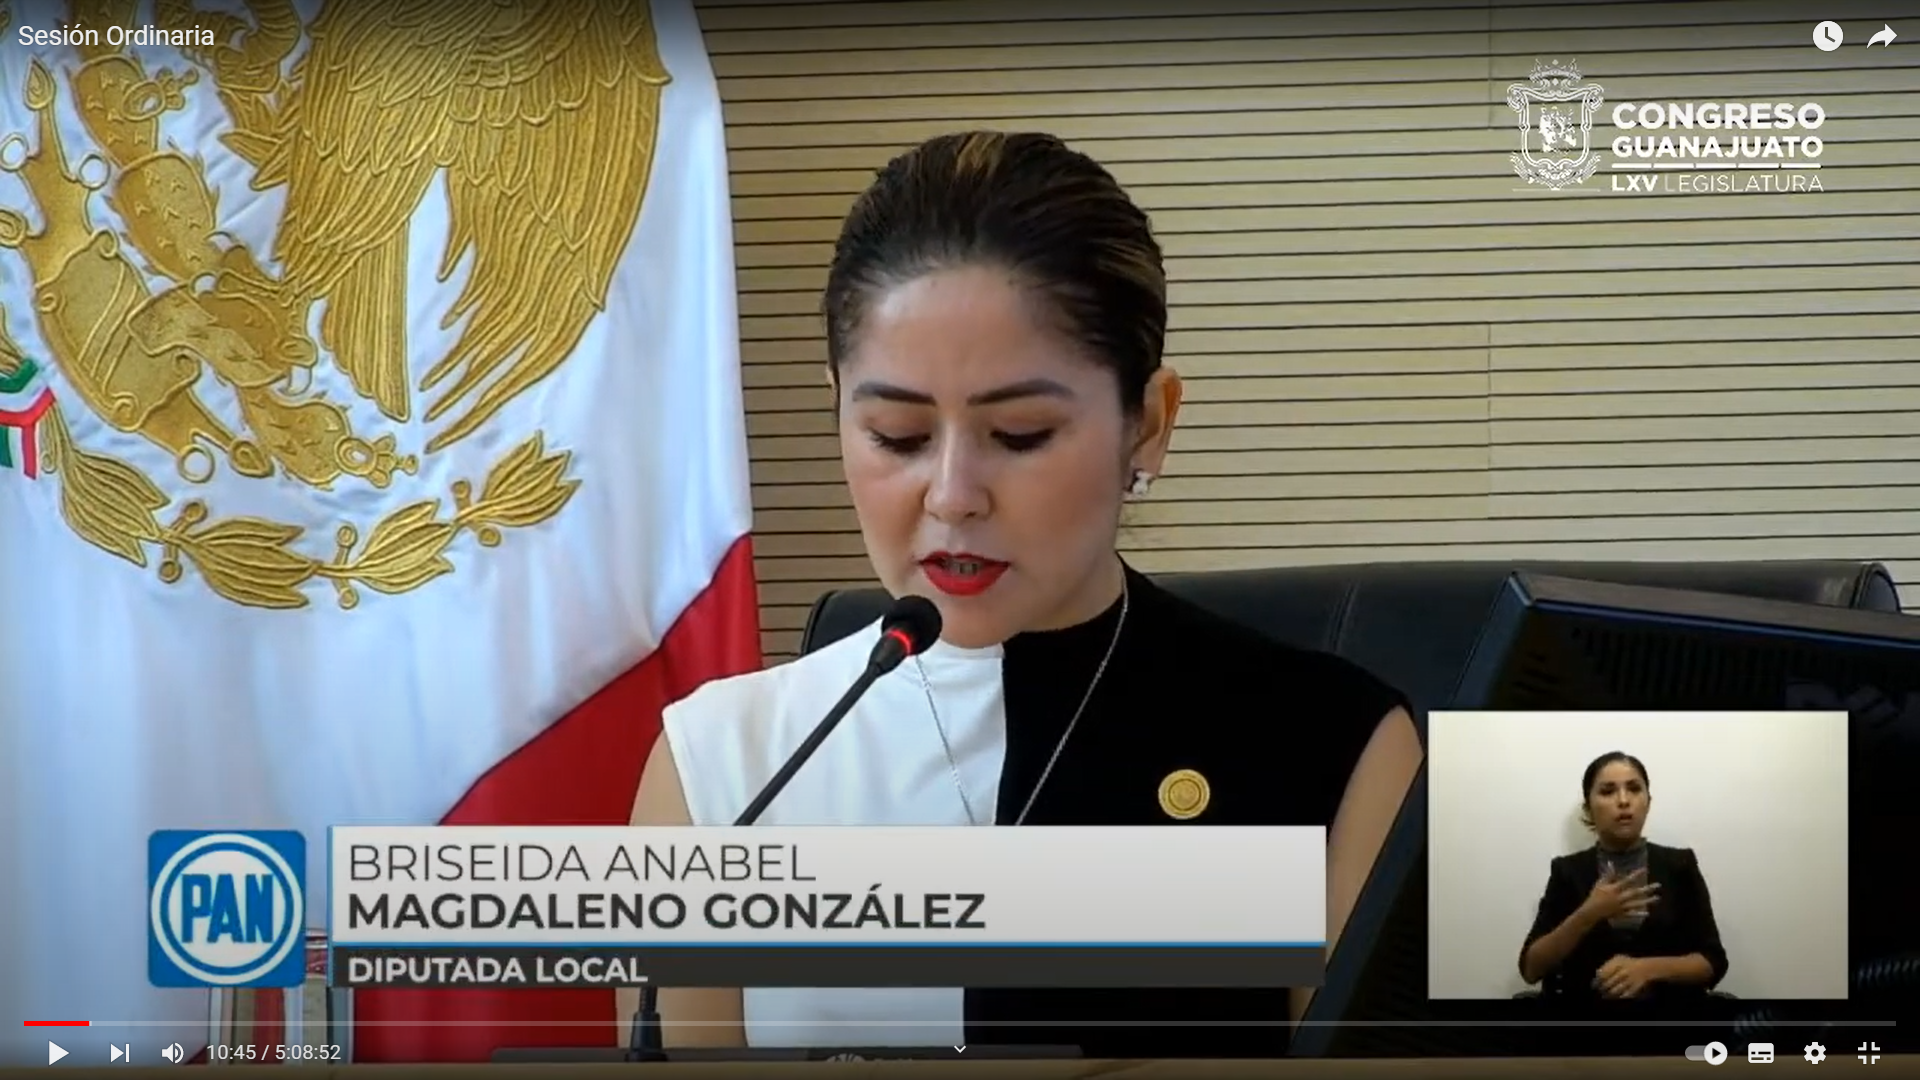 Sesión Ordinaria
CONGRESO
GUANAJUATO
LXV LEGISLATURA
PAN
BRISEIDA ANABEL
MAGDALENO GONZÁLEZ
DIPUTADA LOCAL
10:45 / 5:08:52